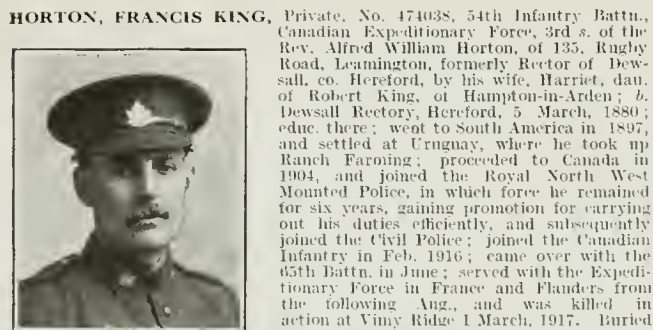 HORTON, FRANCIS KING, Private, No. 474038, 54th Infantry Battn.,
Canadian Expeditionary Force, 3rd s. of the
Rev. Alfred William Horton, of 135, Rugby
Road, Leamington, formerly Rector of Dew-
sall, co. Hereford, by his wife, Harriet, dau.
of Robert King, of Hampton-in-Arden; b.
Dewsall Rectory, Hereford, 5 March, 1880;
educ. there; went to South America in 1897,
and settled at Uruguay, where he took up
Ranch Farming; proceeded to Canada in
1904, and joined the Royal North West
Mounted Police, in which force he remained
for six years, gaining promotion for carrying
out his duties efficiently, and subsequently
joined the Civil Police; joined the Canadian
Infantry in Feb. 1916; came over with the
65th Battn. in June; served with the Expedi-
tionary Force in France and Flanders from
the following Aug., and was killed in
action at Vimy Ridge 1 March, 1917. Buried